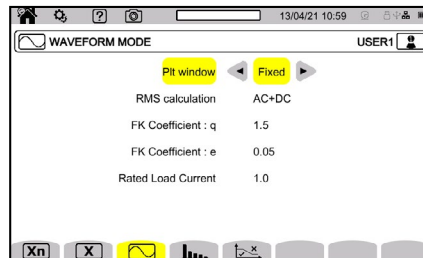 ?
13/04/21 10:59
WAVEFORM MODE
USER1
Plt window
Fixed
RMS calculation
AC+DC
FK Coefficient : q
1.5
FK Coefficient : e
0.05
Rated Load Current
1.0
Xn
X